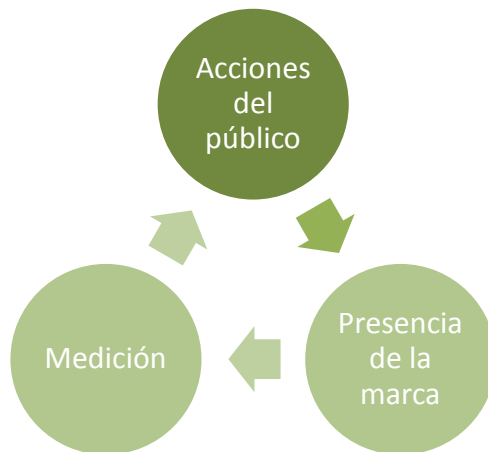 Acciones
del
público
Medición
Presencia
de la
marca